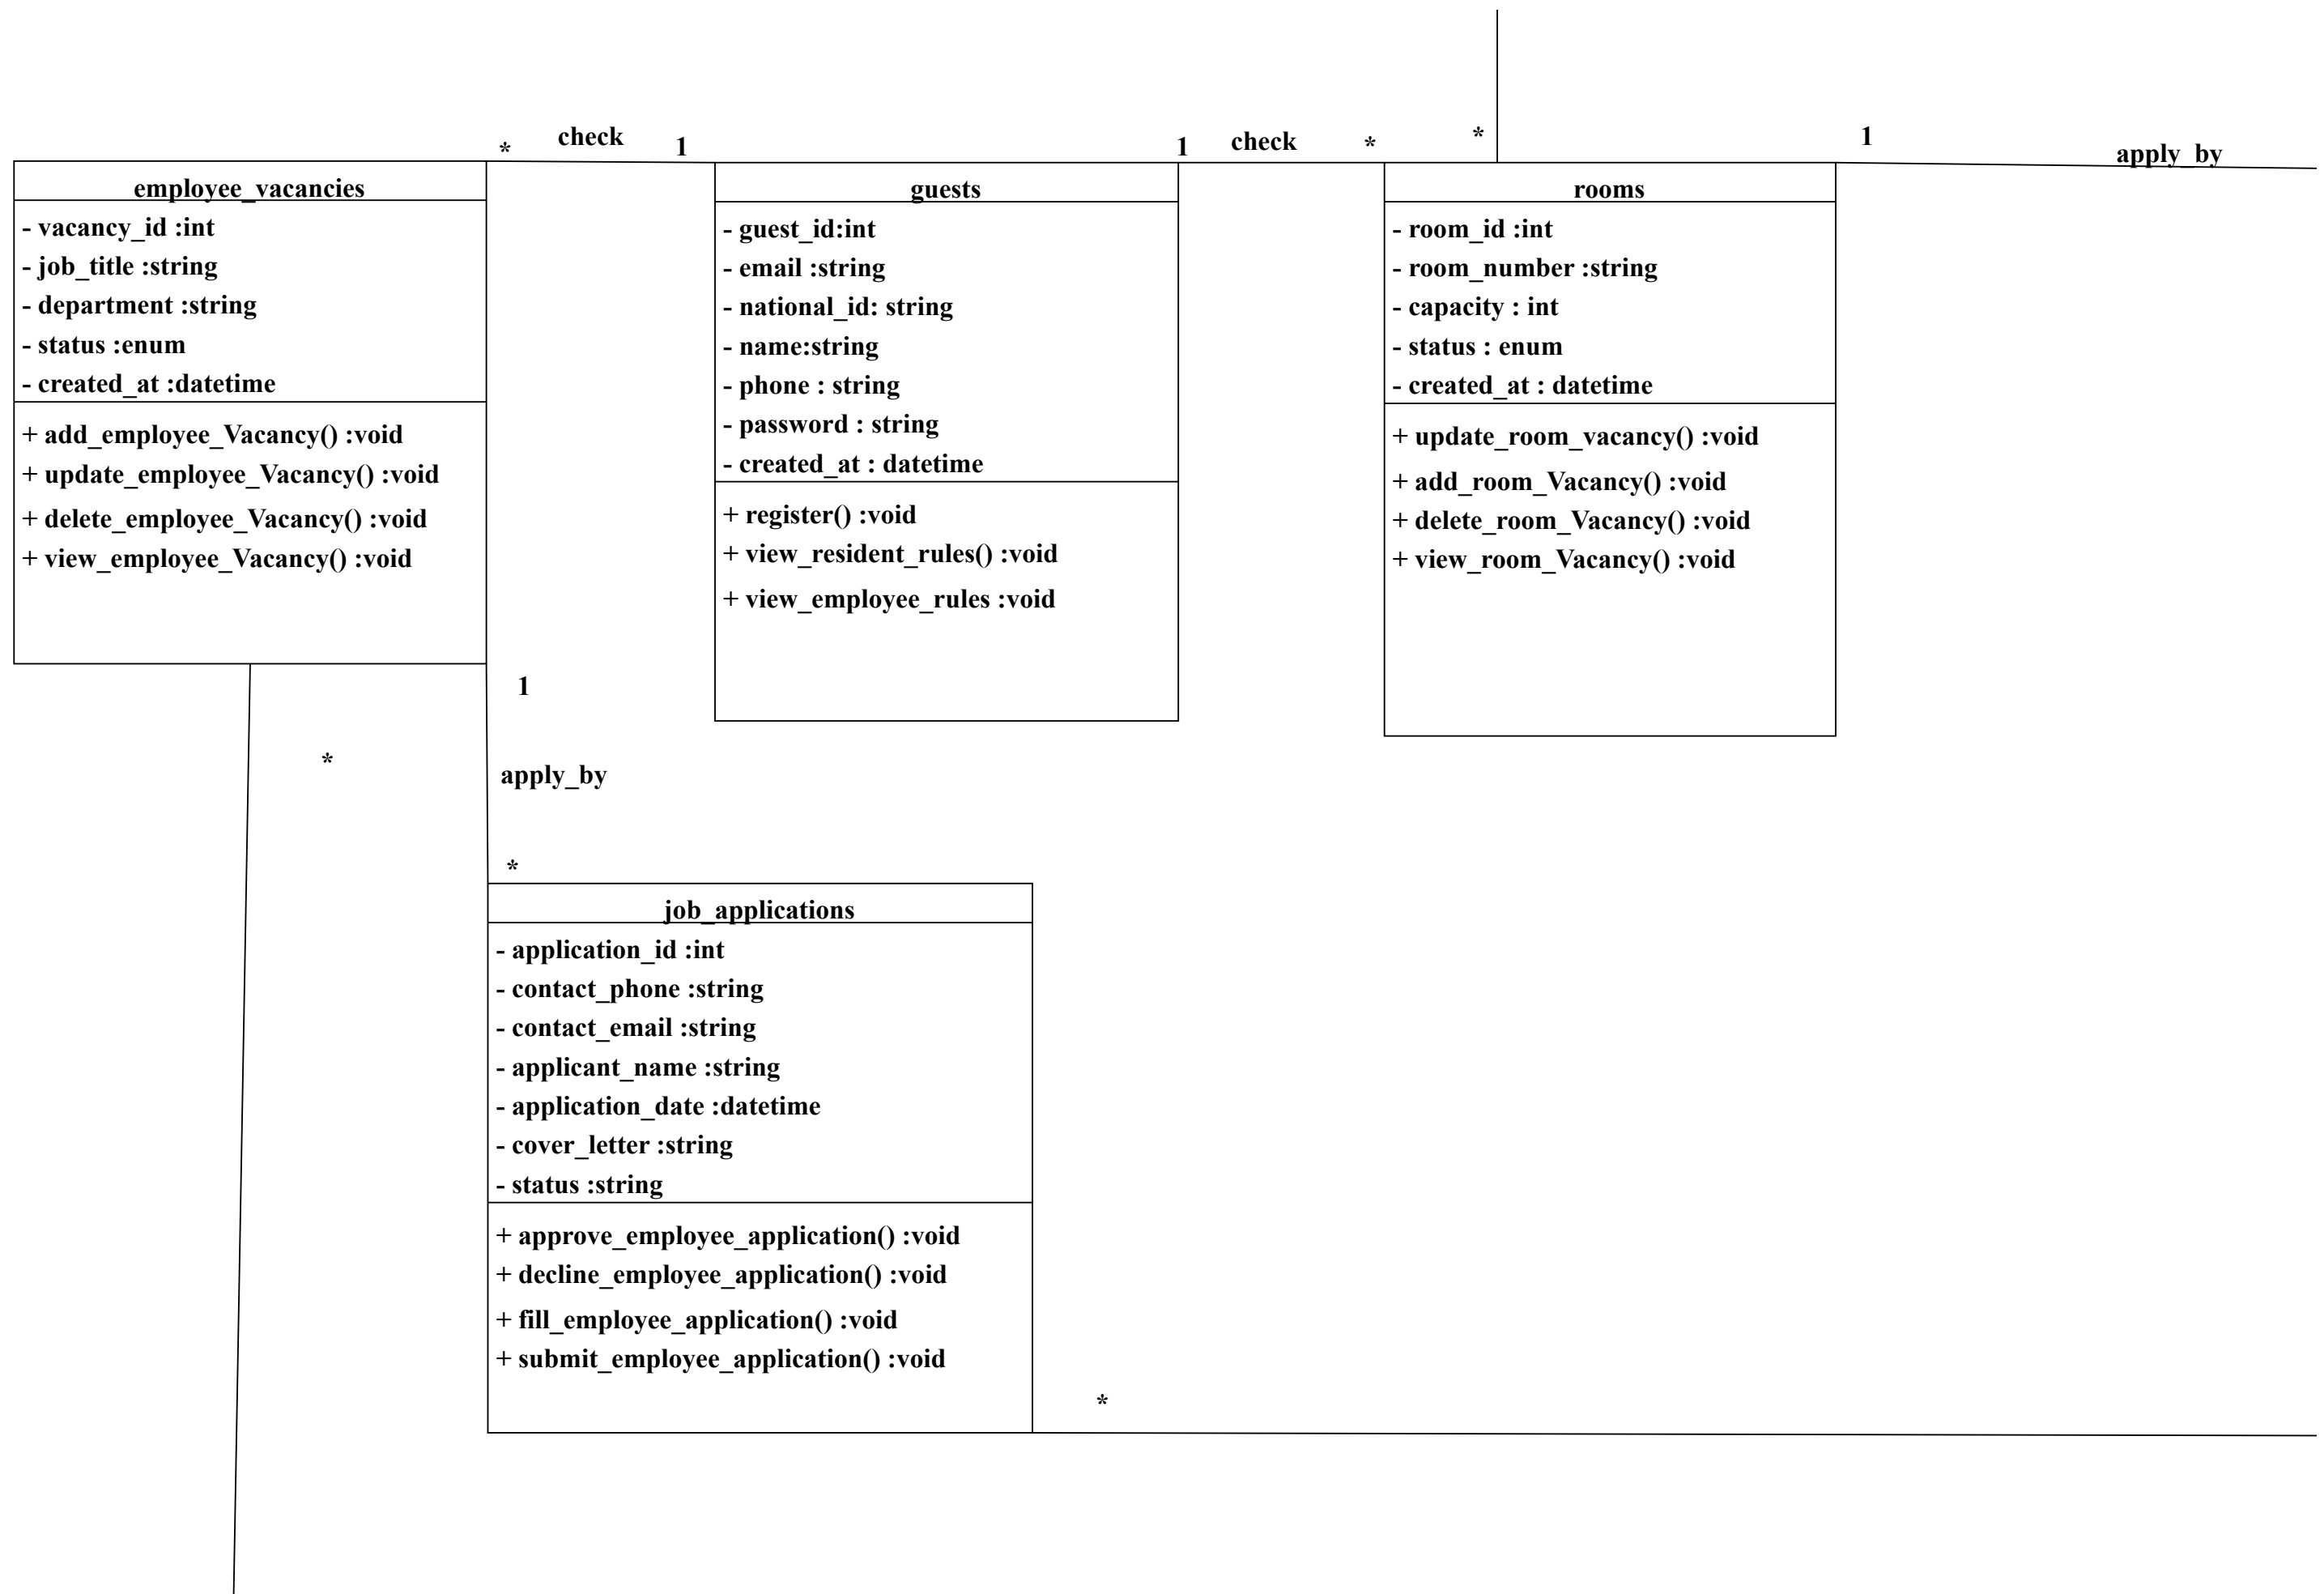 *
check
1
1
check
*
*
1
apply_by
employee_vacancies
- vacancy_id :int
- job_title :string
- department :string
- status :enum
- created_at :datetime
+ add_employee_Vacancy() :void
+ update_employee_Vacancy() :void
+ delete_employee_Vacancy() :void
+ view_employee_Vacancy() :void
guests
- guest_id:int
- email :string
- national_id: string
- name:string
- phone : string
- password : string
- created_at : datetime
+ register() :void
+ view_resident_rules() :void
+ view_employee_rules :void
rooms
- room_id :int
- room_number :string
- capacity : int
- status : enum
- created_at : datetime
+ update_room_vacancy() :void
+ add_room_Vacancy() :void
+ delete_room_Vacancy() :void
+ view_room_Vacancy() :void
1
*
apply_by
*
job_applications
- application_id :int
- contact_phone :string
- contact_email :string
- applicant_name :string
- application_date :datetime
- cover_letter :string
- status :string
+ approve_employee_application() :void
+ decline_employee_application() :void
+ fill_employee_application() :void
+ submit_employee_application() :void
*